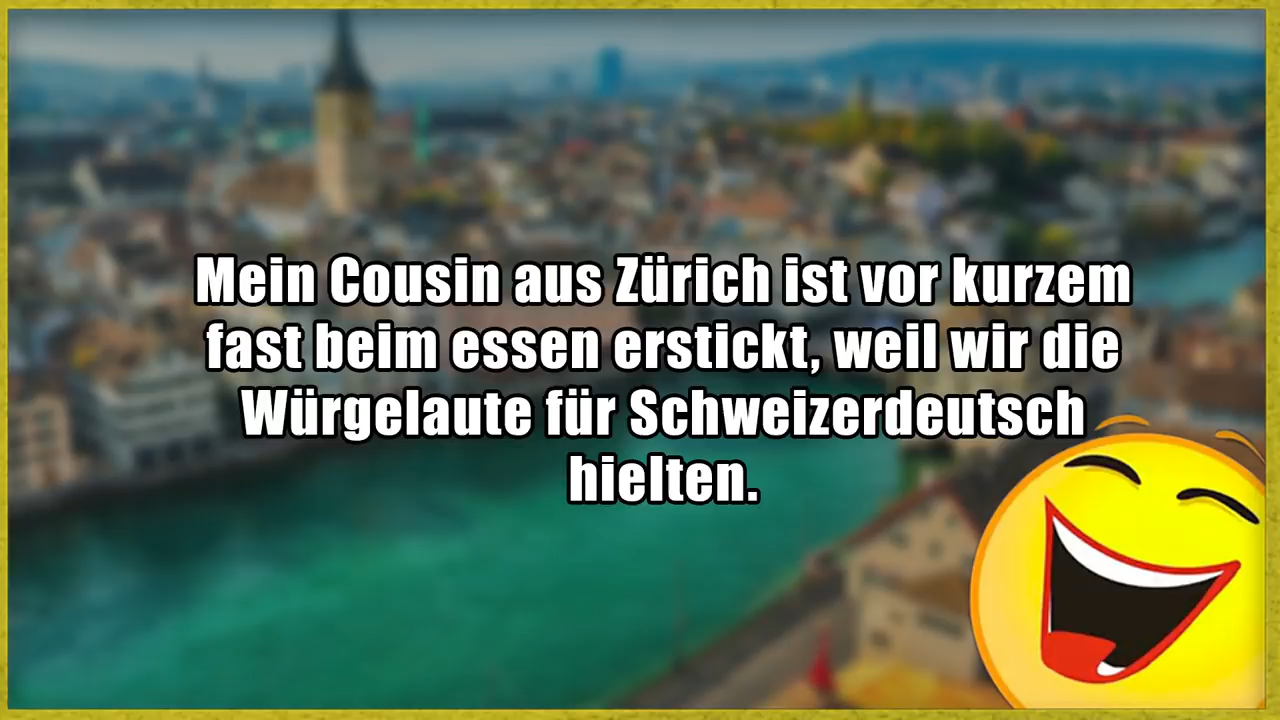 Mein Cousin aus Zürich ist vor kurzem
fast beim essen erstickt, weil wir die
Würgelaute für Schweizerdeutsch
hielten.